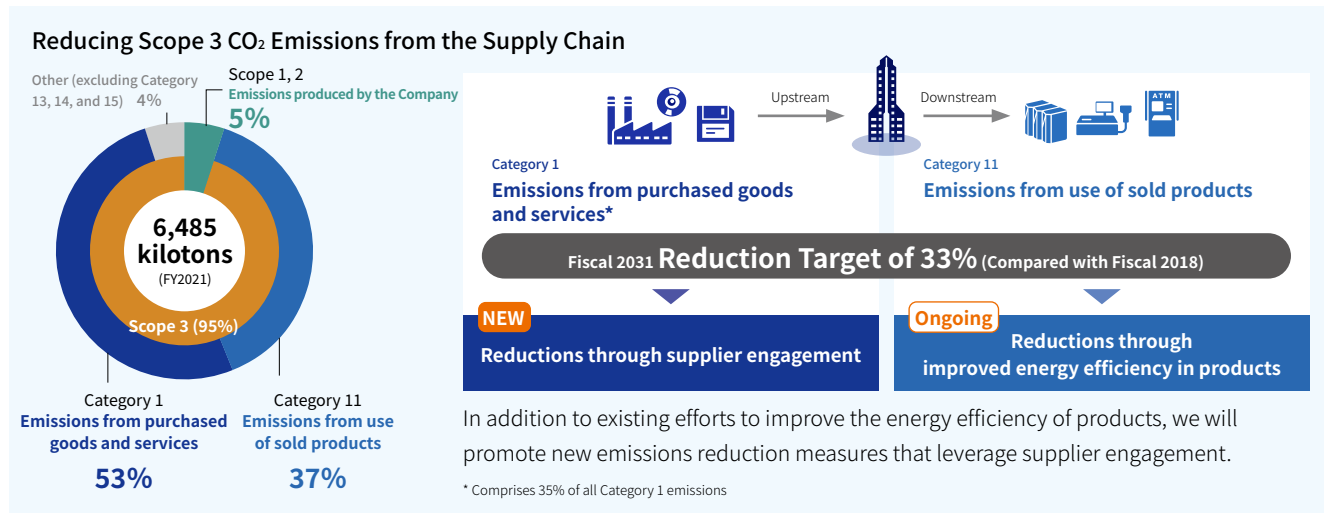 Reducing Scope 3 CO₂ Emissions from the Supply Chain
Other (excluding Category
13, 14, and 15) 4%
Scope 1, 2
Emissions produced by the Company
5%
6,485
kilotons
(FY2021)
Scope 3 (95%)
Category 1
Emissions from purchased
goods and services
53%
Category 11
Emissions from use
of sold products
37%
Upstream
Downstream
ATM
Category 1
Emissions from purchased goods
and services*
Category 11
Emissions from use of sold products
Fiscal 2031 Reduction Target of 33% (Compared with Fiscal 2018)
NEW
Reductions through supplier engagement
Ongoing
Reductions through
improved energy efficiency in products
In addition to existing efforts to improve the energy efficiency of products, we will
promote new emissions reduction measures that leverage supplier engagement.
* Comprises 35% of all Category 1 emissions